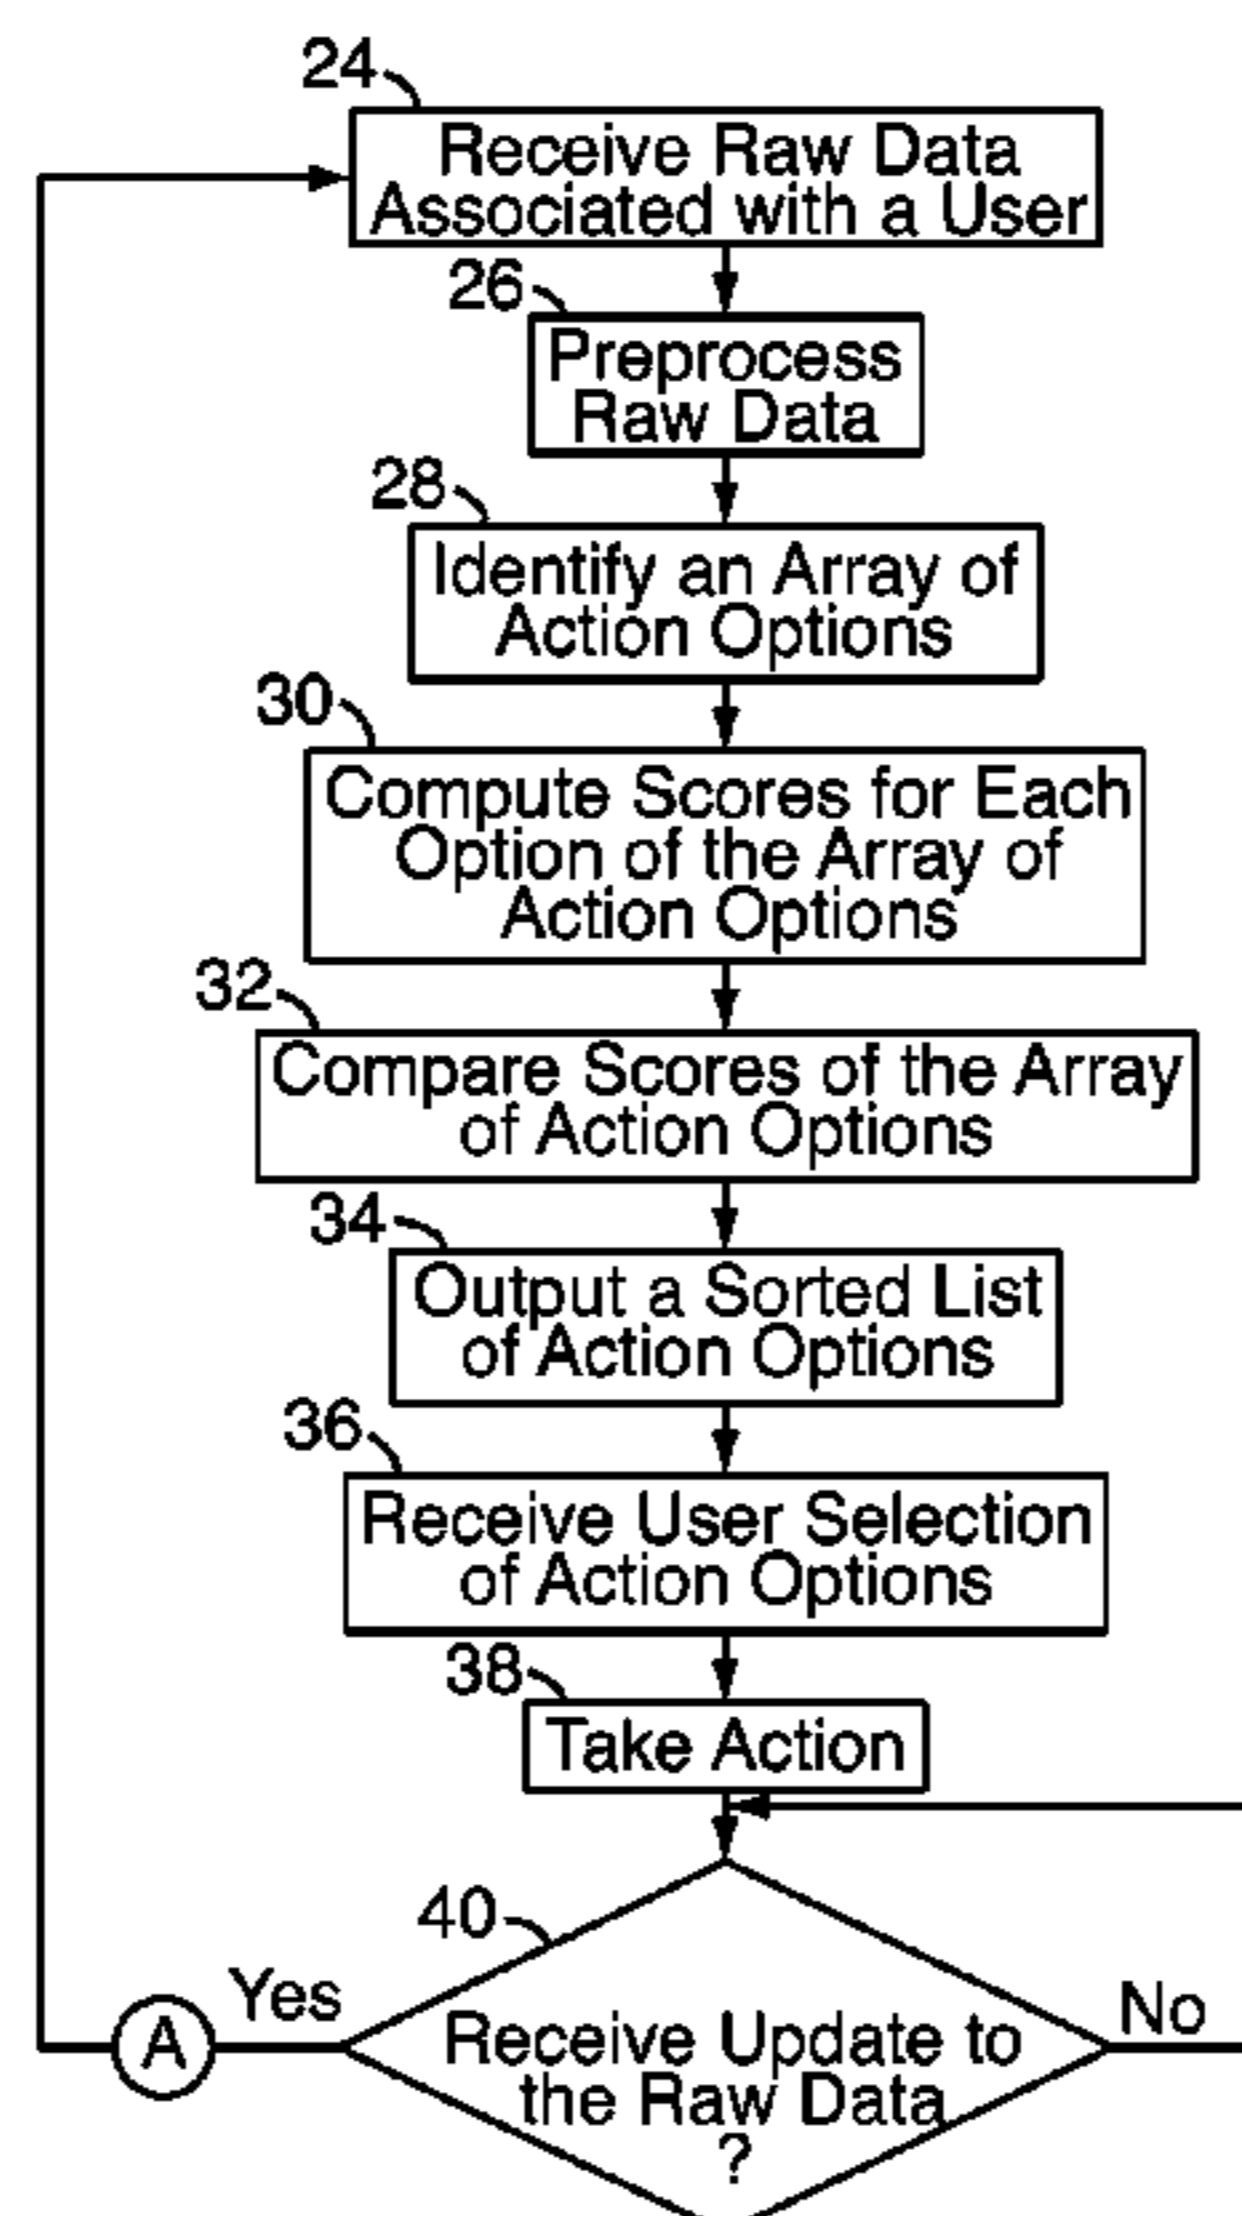 24
Receive Raw Data
Associated with a User
26
Preprocess
Raw Data
28
Identify an Array of
Action Options
30
Compute Scores for Each
Option of the Array of
Action Options
32
Compare Scores of the Array
of Action Options
34
Output a Sorted List
of Action Options
36
Receive User Selection
of Action Options
38
Take Action
40
Yes
No
A
Receive Update to
the Raw Data
?